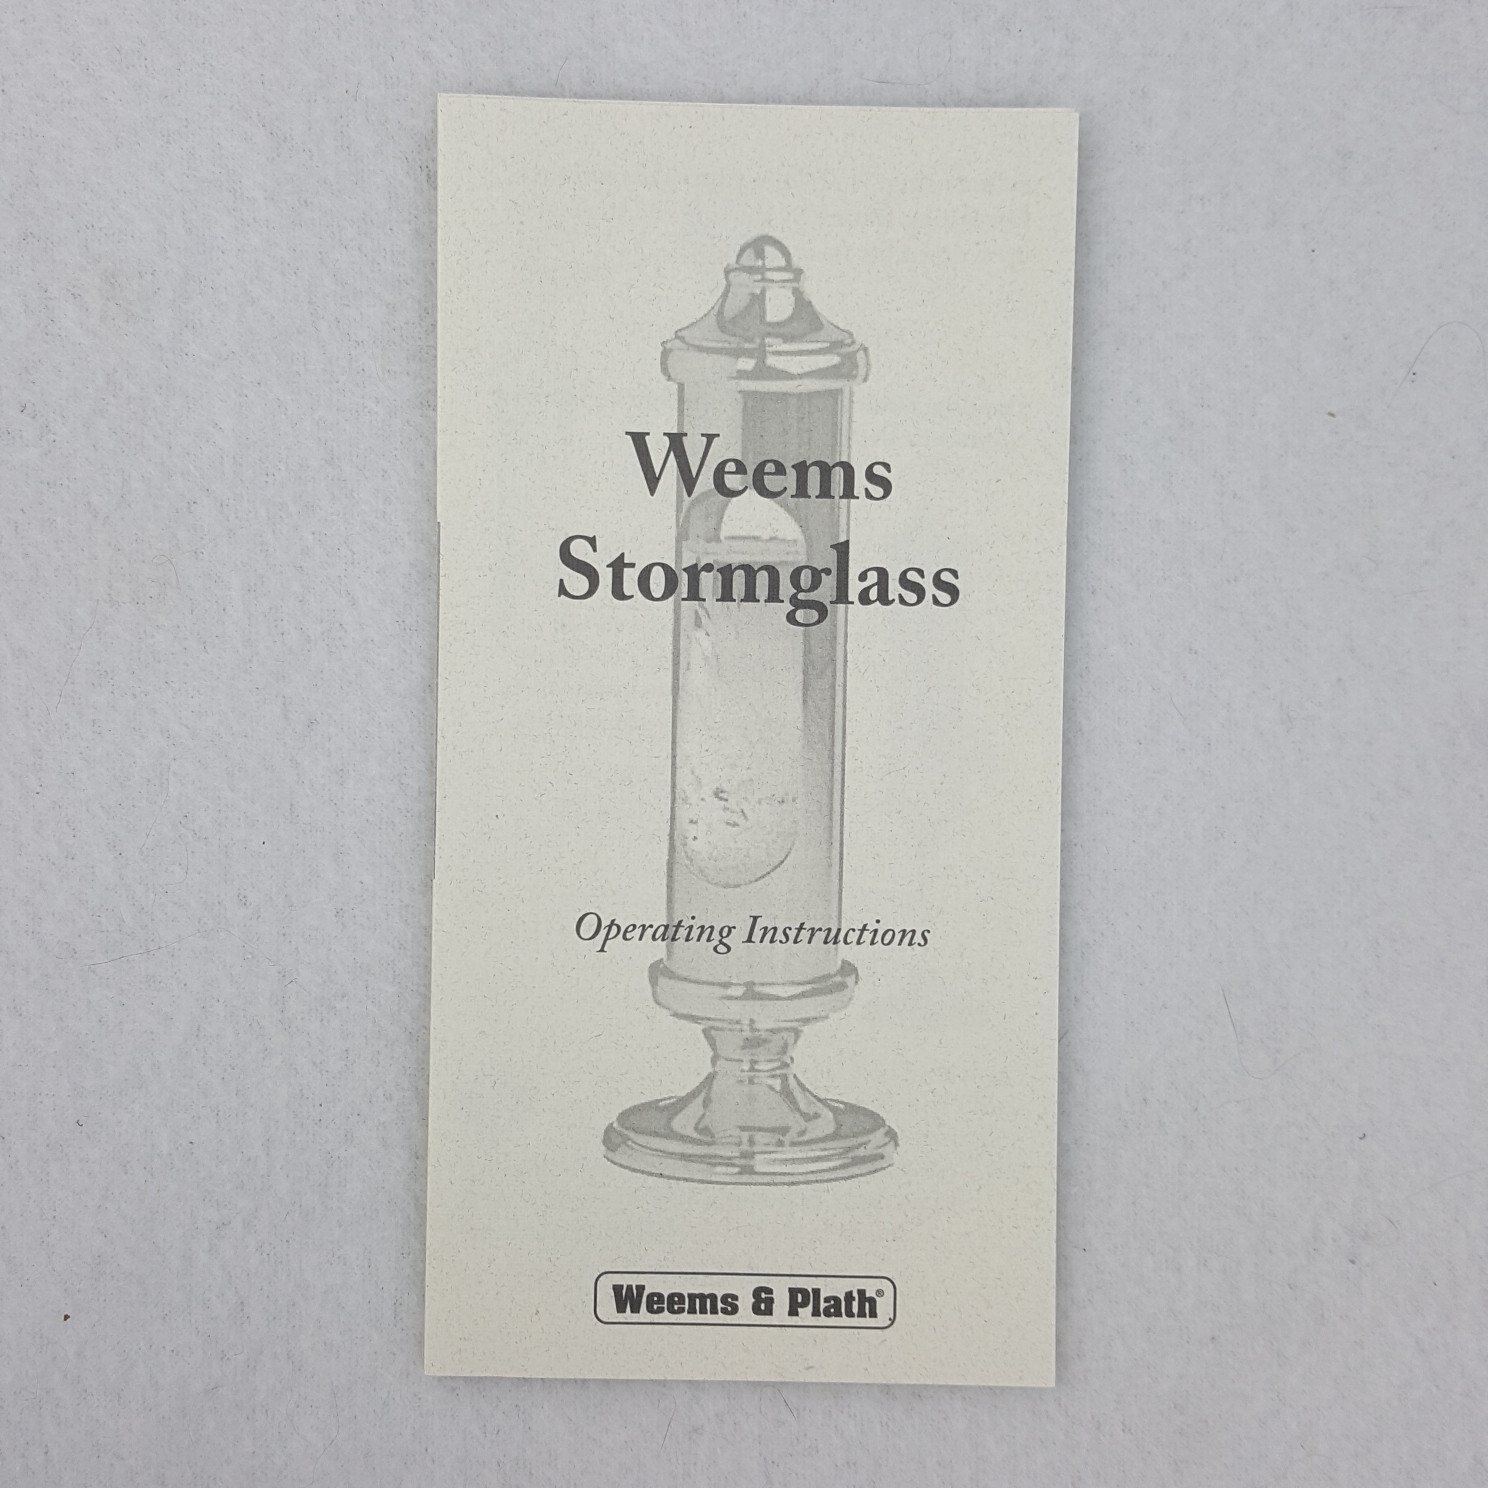 Weems
Stormglass
Operating Instructions
Weems & Plath®